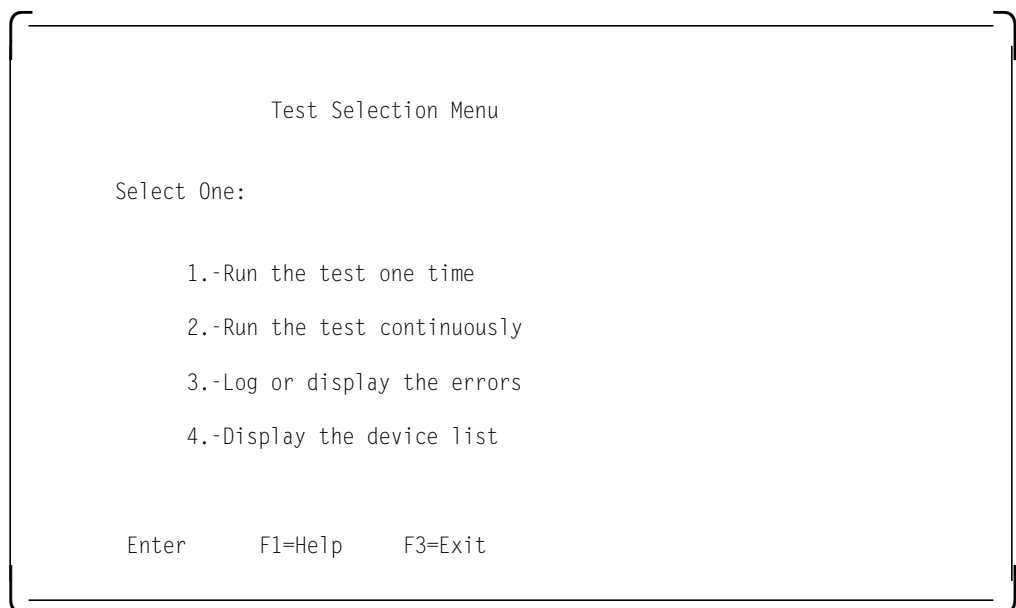 Test Selection Menu
Select One:
1.-Run the test one time
2.-Run the test continuously
3.-Log or display the errors
4.-Display the device list
Enter F1=Help F3=Exit